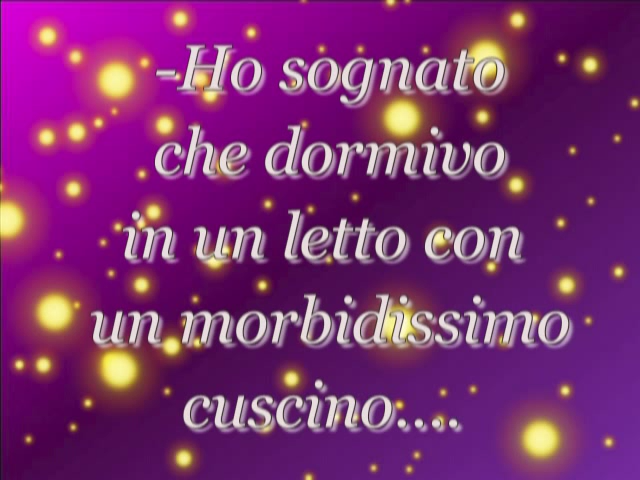 -Ho sognato
che dormivo
in un letto con
un morbidissimo
cuscino....